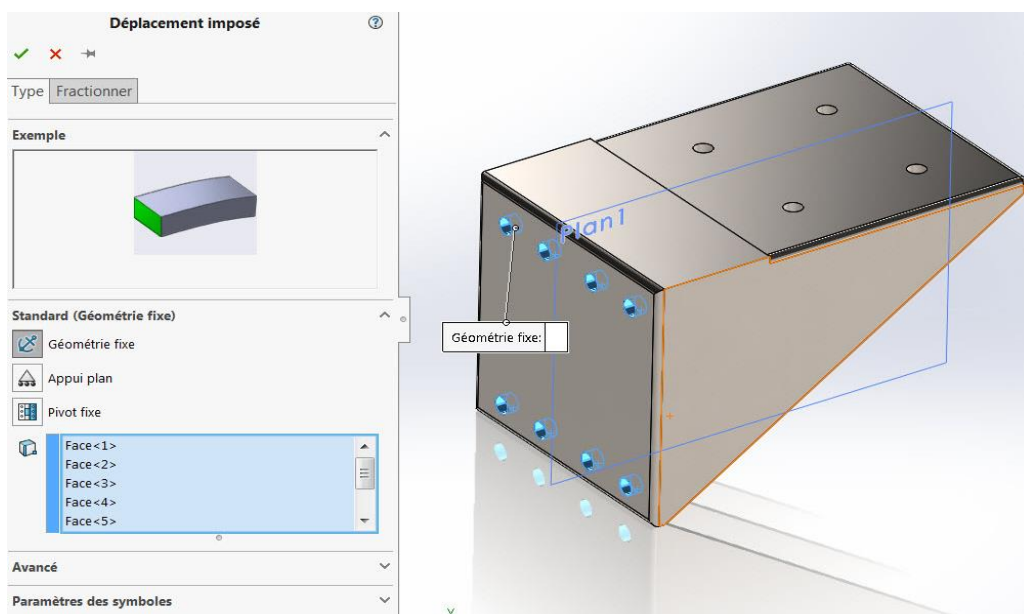 Déplacement imposé
?
Type Fractionner
Exemple
Standard (Géométrie fixe)
Géométrie fixe
Appui plan
Pivot fixe
Face<1>
Face<2>
Face<3>
Face<4>
Face<5>
Avancé
Paramètres des symboles
Plan1
Géométrie fixe:
Y